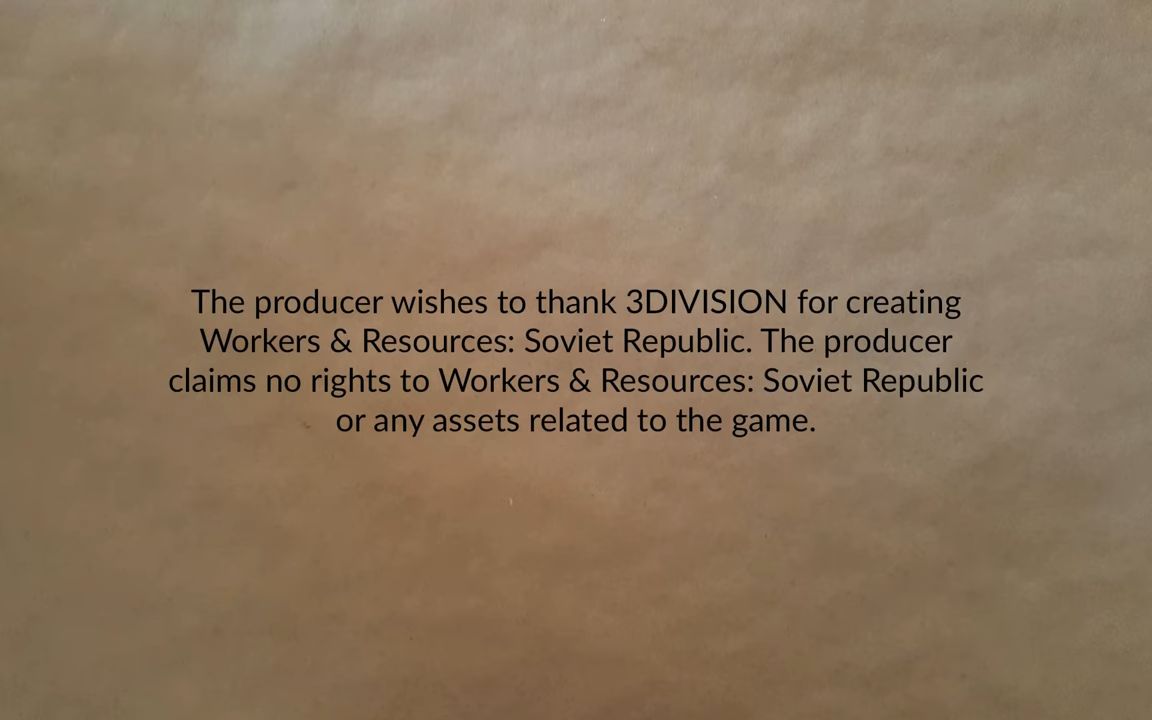 The producer wishes to thank 3DIVISION for creating
Workers & Resources: Soviet Republic. The producer
claims no rights to Workers & Resources: Soviet Republic
or any assets related to the game.